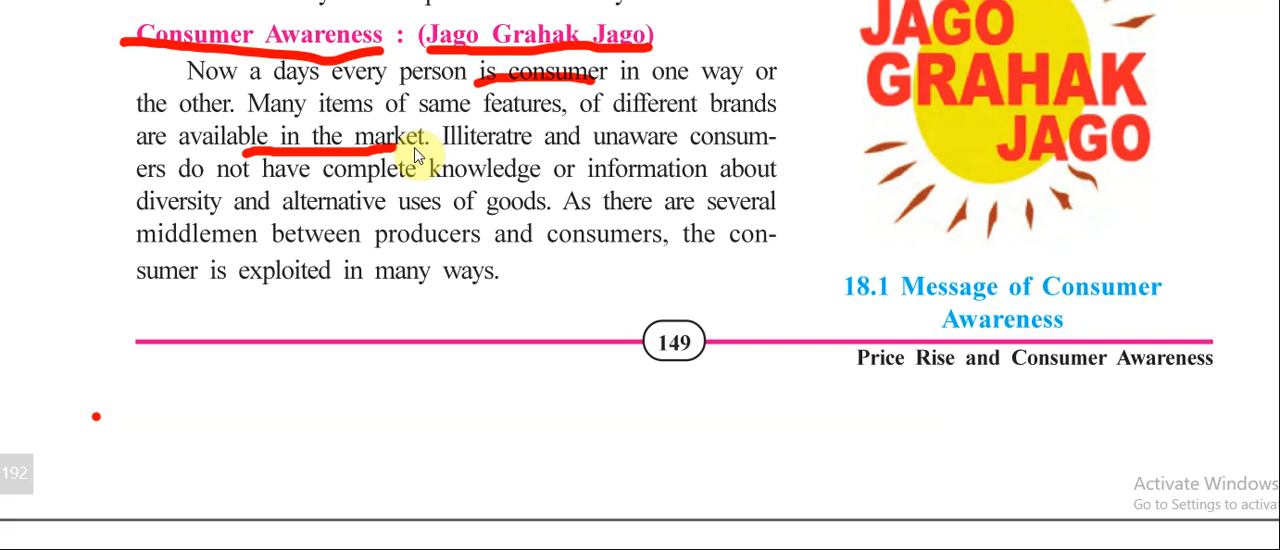 Consumer Awareness : (Jago Grahak Jago)
Now a days every person is consumer in one way or
the other. Many items of same features, of different brands
are available in the market. Illiteratre and unaware consum-
ers do not have complete knowledge or information about
diversity and alternative uses of goods. As there are several
middlemen between producers and consumers, the con-
sumer is exploited in many ways.
JAGO
GRAHAK
JAGO
18.1 Message of Consumer
Awareness
149
Price Rise and Consumer Awareness
192
Activate Windows
Go to Settings to activa